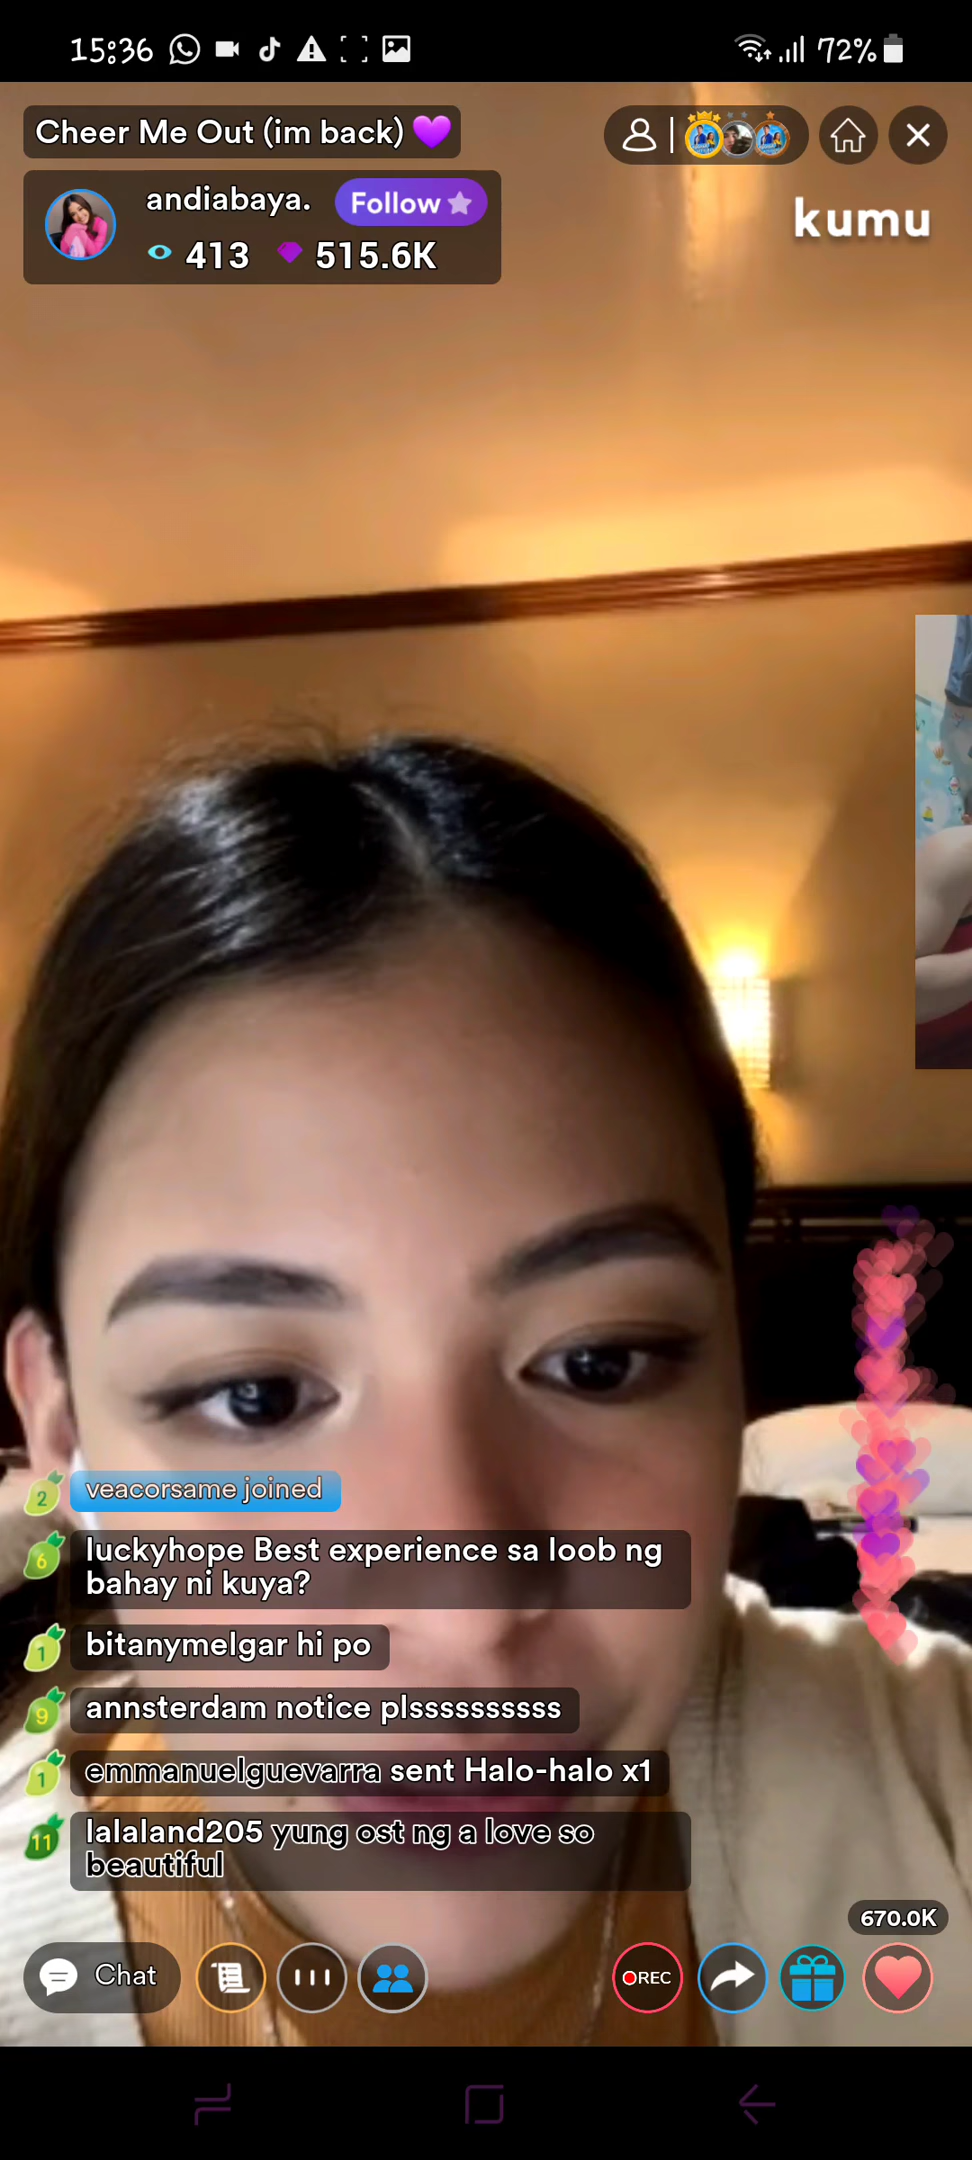 15:36
72%
Cheer Me Out (im back) 💜
andiabaya.
Follow
413
515.6K
kumu
2
veacorsame joined
6
luckyhope Best experience sa loob ng
bahay ni kuya?
1
bitanymelgar hi po
9
annsterdam notice plssssssssss
1
emmanuelguevarra sent Halo-halo x1
11
lalaland205 yung ost ng a love so
beautiful
670.0K
Chat
REC